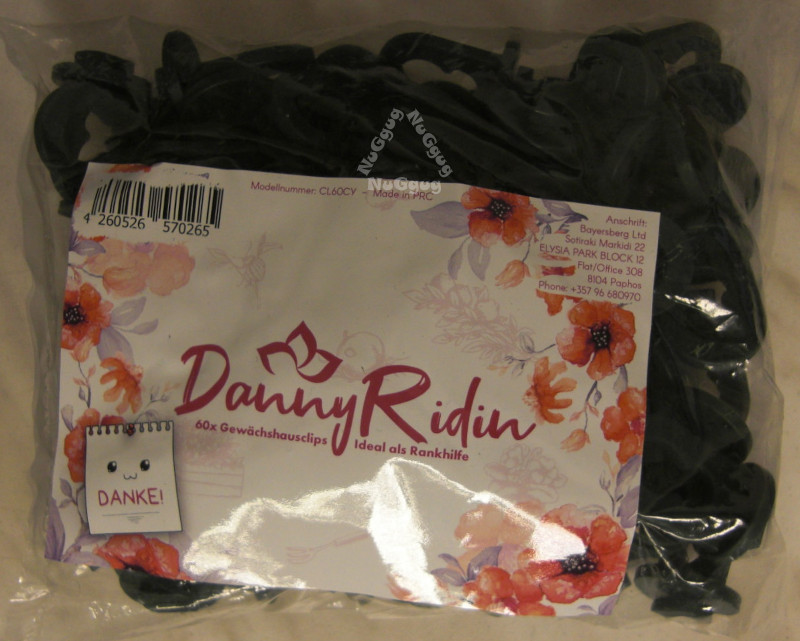 NuGgug NuGgug
NuGgug
4 260526 570265
Modellnummer: CL60CY - Made in PRC
Anschrift:
Bayersberg Ltd
Sotiraki Markidi 22
ELYSIA PARK BLOCK 12
Flat/Office 308
8104 Paphos
Phone: +357 96 680970
DannyRidin
60x Gewächshausclips Ideal als Rankhilfe
DANKE!